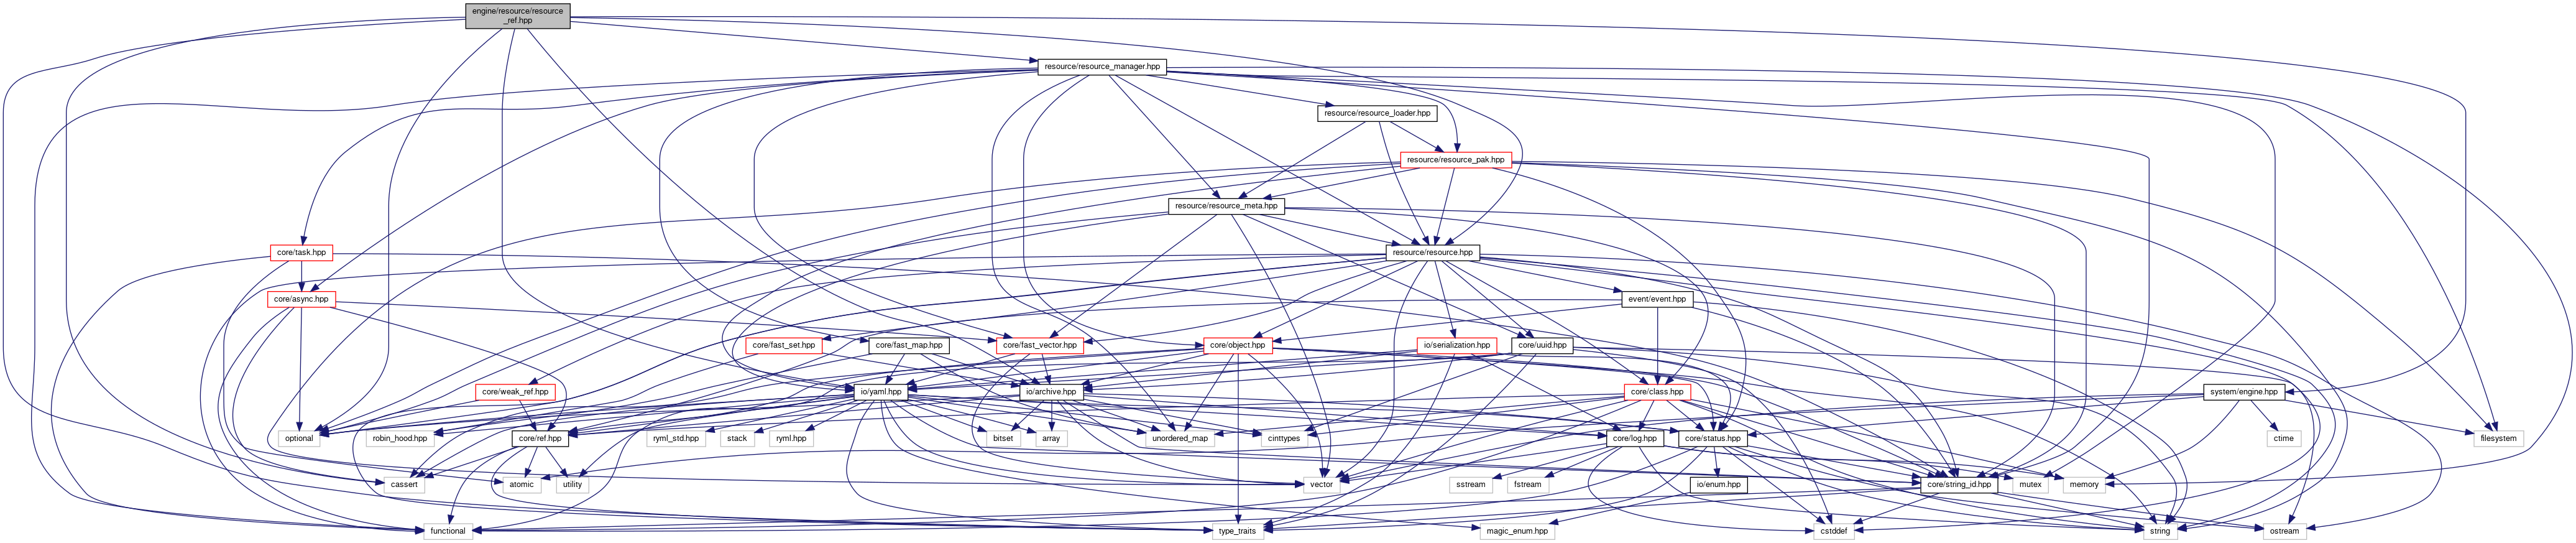 engine/resource/resource
_ref.hpp
resource/resource_manager.hpp
resource/resource_loader.hpp
resource/resource_pak.hpp
resource/resource_meta.hpp
core/task.hpp
resource/resource.hpp
core/async.hpp
event/event.hpp
core/fast_set.hpp
core/fast_map.hpp
core/fast_vector.hpp
core/object.hpp
io/serialization.hpp
core/uuid.hpp
core/weak_ref.hpp
io/yaml.hpp
io/archive.hpp
core/class.hpp
system/engine.hpp
optional
robin_hood.hpp
core/ref.hpp
ryml_std.hpp
stack
ryml.hpp
bitset
array
unordered_map
cinttypes
core/log.hpp
core/status.hpp
ctime
filesystem
cassert
atomic
utility
vector
sstream
fstream
io/enum.hpp
core/string_id.hpp
mutex
memory
functional
type_traits
magic_enum.hpp
cstddef
string
ostream